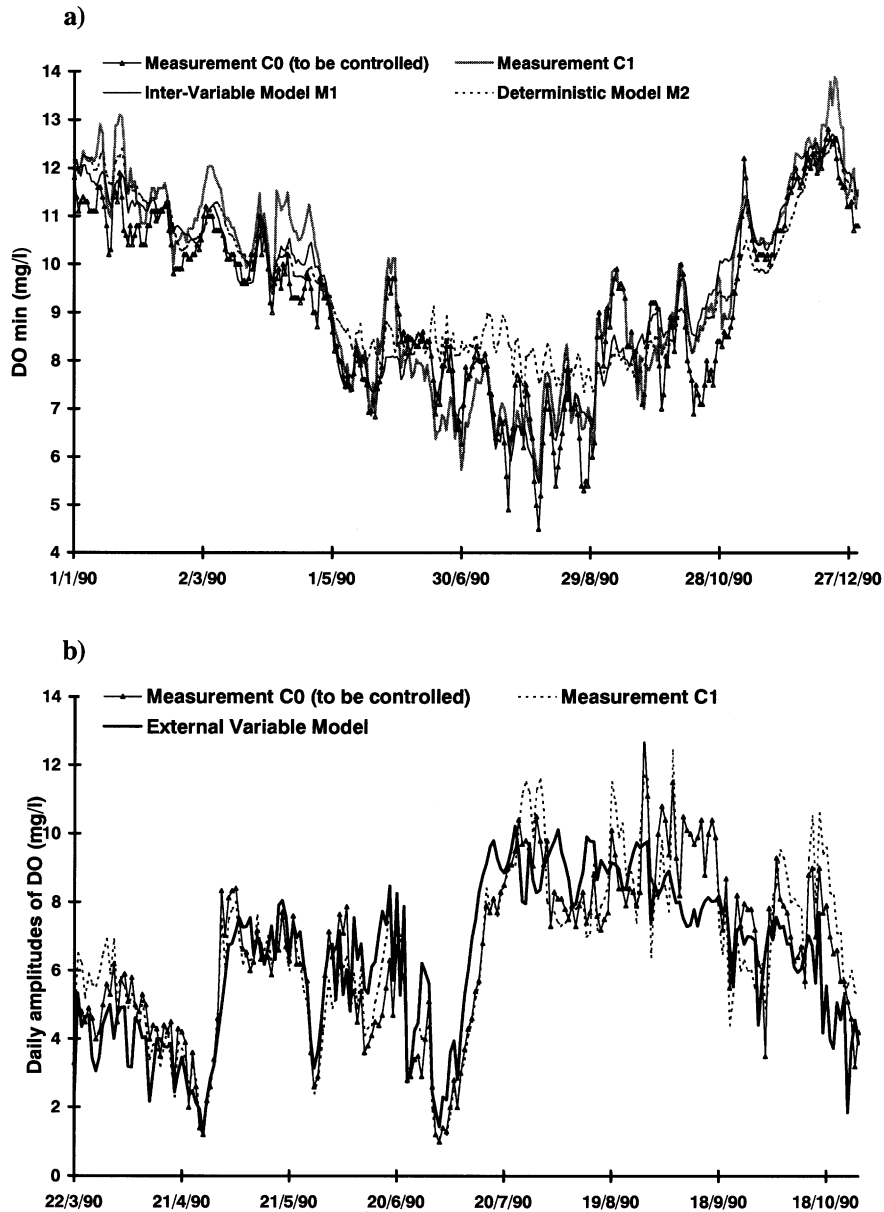 a)
Measurement C0 (to be controlled) Measurement C1
Inter-Variable Model M1 Deterministic Model M2
DO min (mg/l)
14
13
12
11
10
9
8
7
6
5
4
1/1/90 2/3/90 1/5/90 30/6/90 29/8/90 28/10/90 27/12/90
b)
Measurement C0 (to be controlled) Measurement C1
External Variable Model
Daily amplitudes of DO (mg/l)
14
12
10
8
6
4
2
0
22/3/90 21/4/90 21/5/90 20/6/90 20/7/90 19/8/90 18/9/90 18/10/90